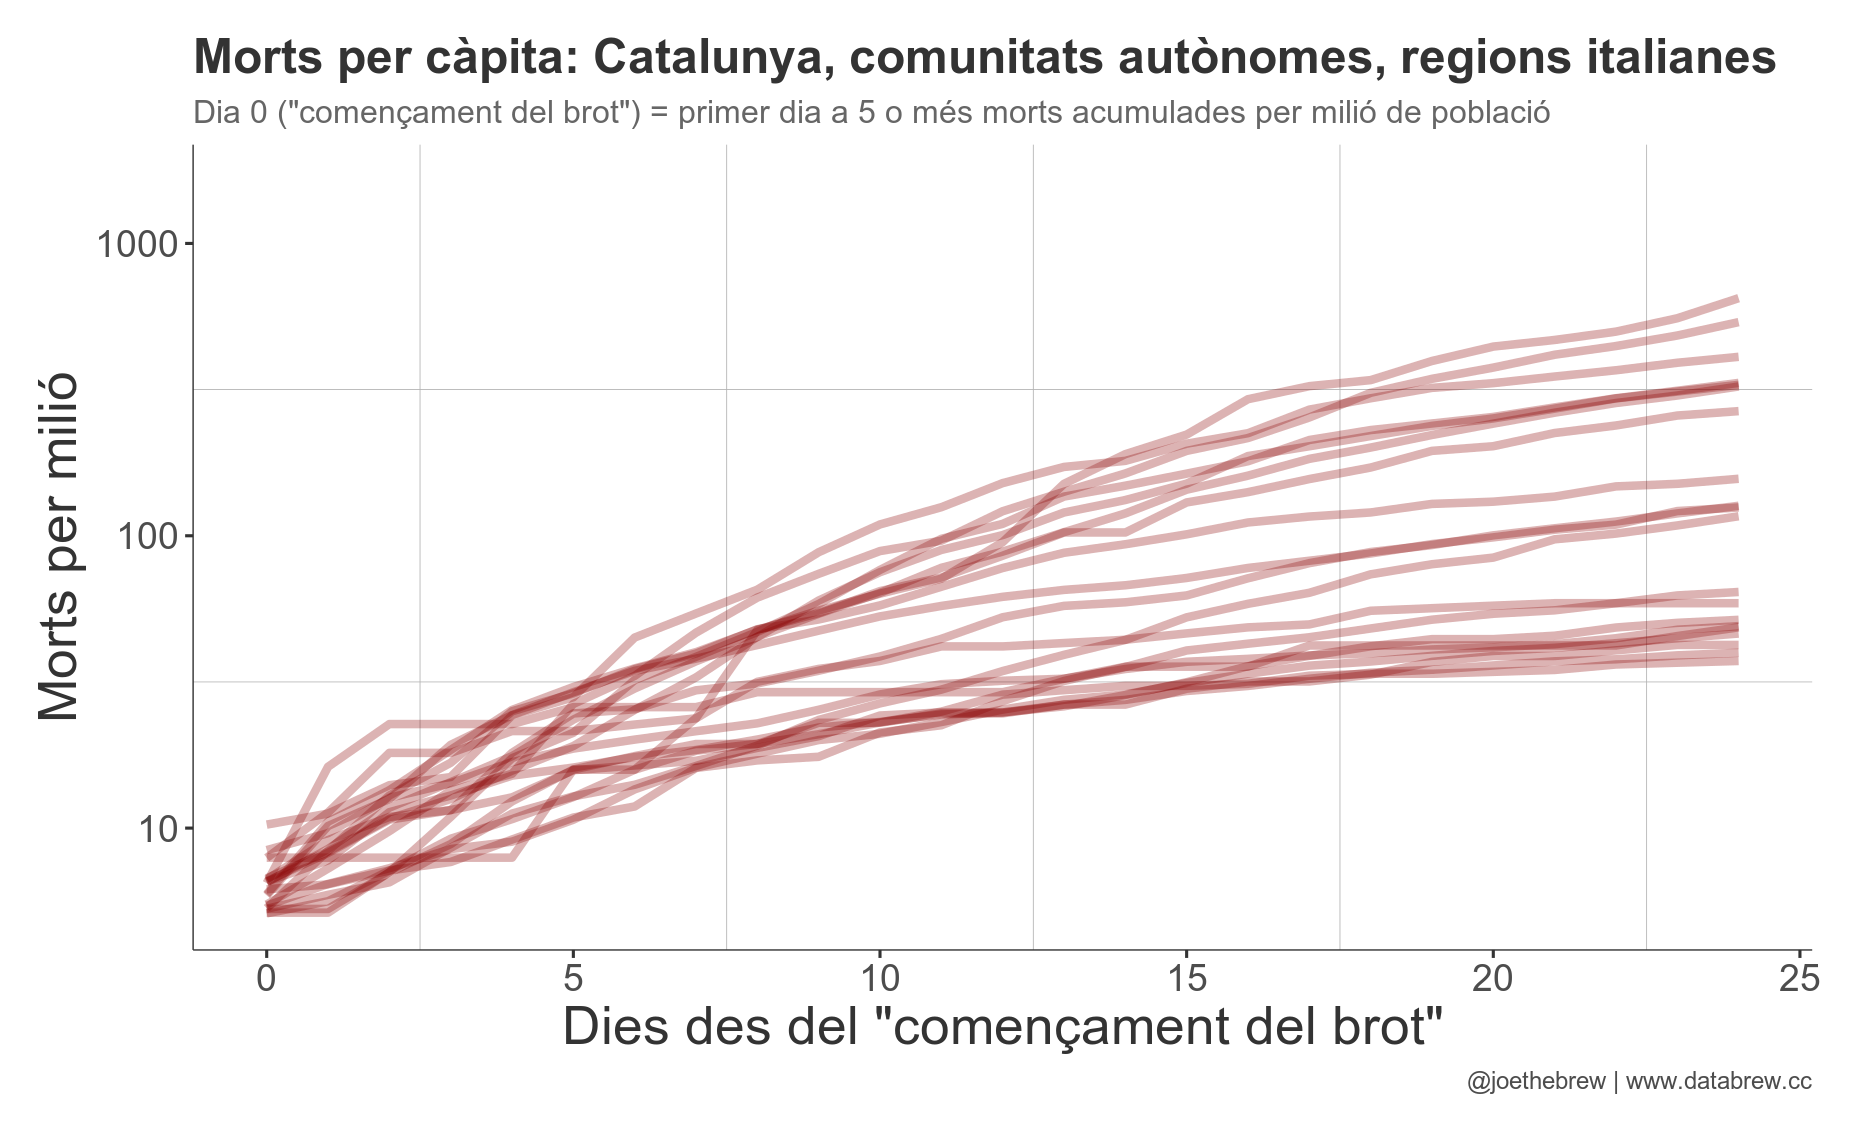 Morts per càpita: Catalunya, comunitats autònomes, regions italianes
Dia 0 ("començament del brot") = primer dia a 5 o més morts acumulades per milió de població
Morts per milió
1000
100
10
0 5 10 15 20 25
Dies des del "començament del brot"
@joethebrew | www.databrew.cc